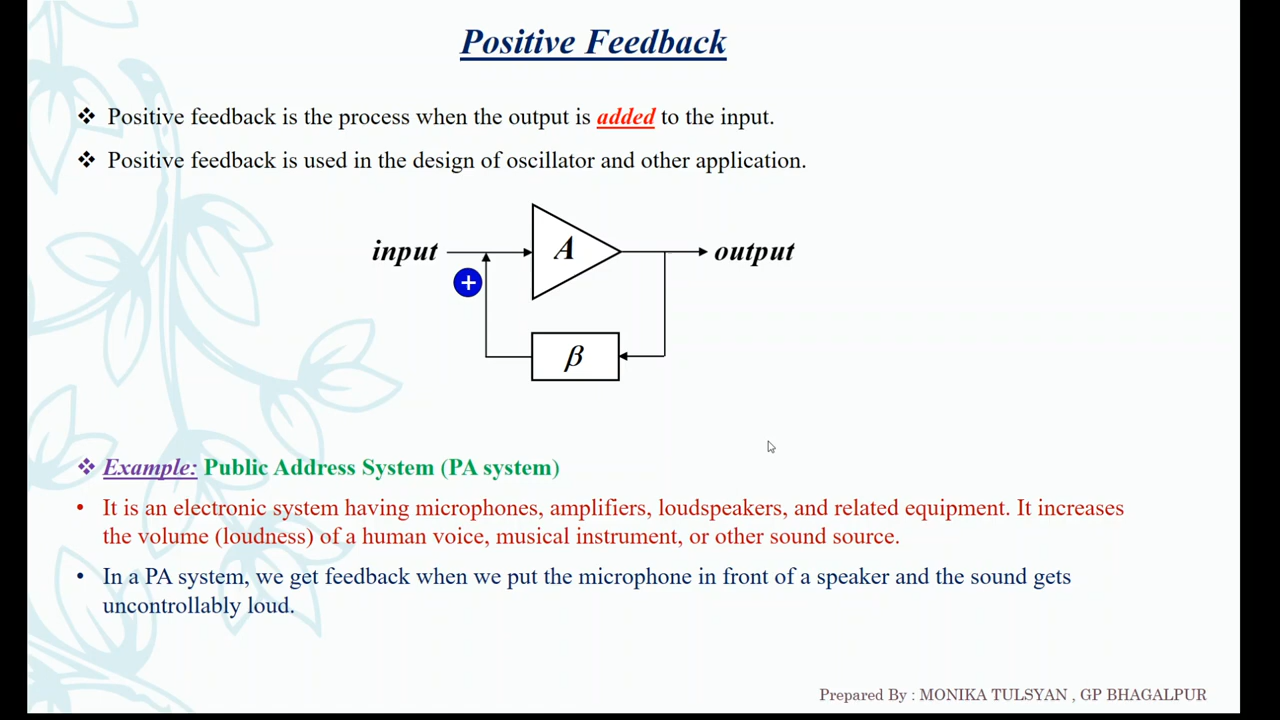 Positive Feedback
❖ Positive feedback is the process when the output is added to the input.
❖ Positive feedback is used in the design of oscillator and other application.
input
A
output
+
β
❖ Example: Public Address System (PA system)
• It is an electronic system having microphones, amplifiers, loudspeakers, and related equipment. It increases
the volume (loudness) of a human voice, musical instrument, or other sound source.
• In a PA system, we get feedback when we put the microphone in front of a speaker and the sound gets
uncontrollably loud.
Prepared By : MONIKA TULSYAN , GP BHAGALPUR